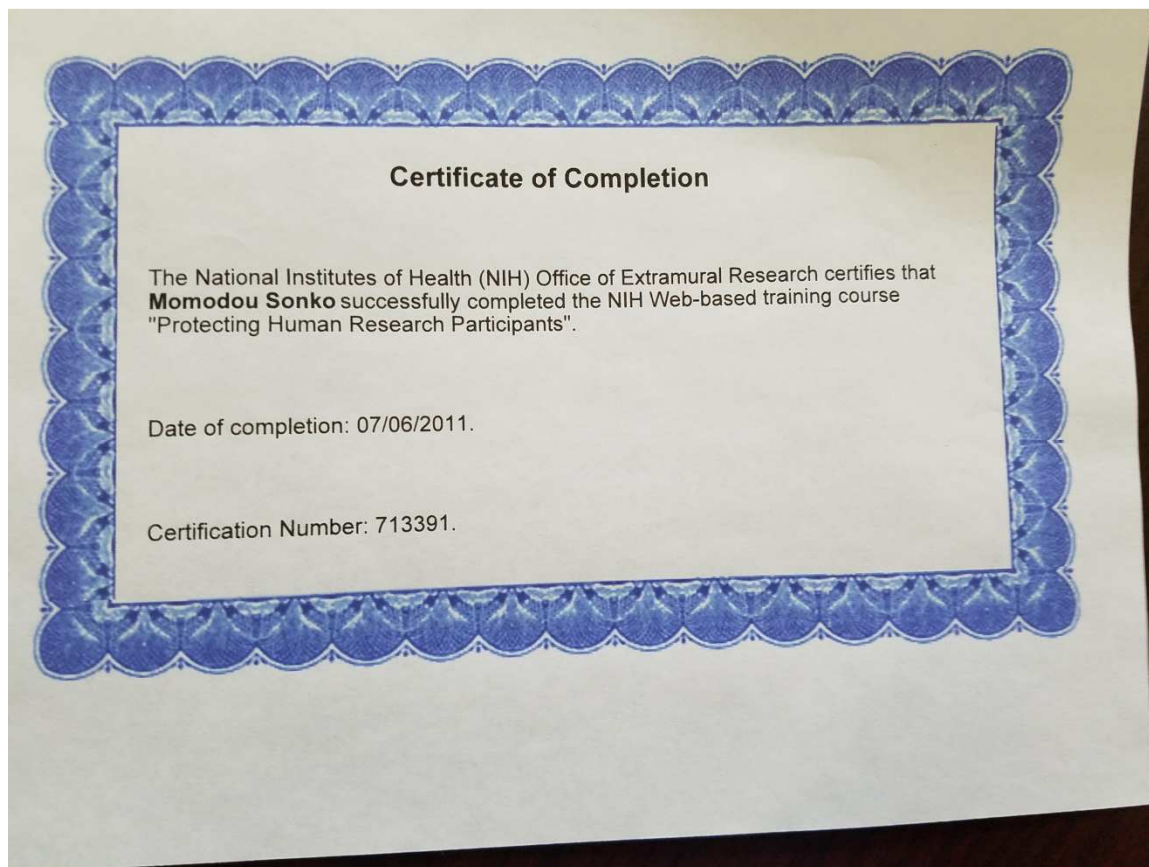 Certificate of Completion
The National Institutes of Health (NIH) Office of Extramural Research certifies that
Momodou Sonko successfully completed the NIH Web-based training course
"Protecting Human Research Participants".
Date of completion: 07/06/2011.
Certification Number: 713391.